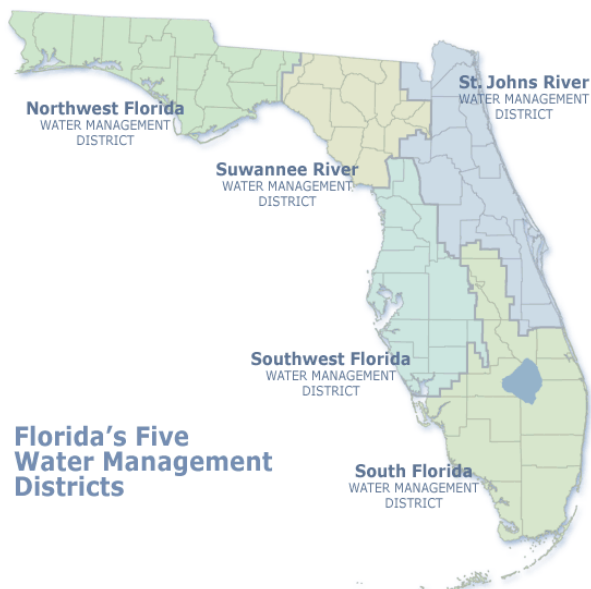 St. Johns River
WATER MANAGEMENT
DISTRICT
Northwest Florida
WATER MANAGEMENT
DISTRICT
Suwannee River
WATER MANAGEMENT
DISTRICT
Southwest Florida
WATER MANAGEMENT
DISTRICT
Florida's Five
Water Management
Districts
South Florida
WATER MANAGEMENT
DISTRICT